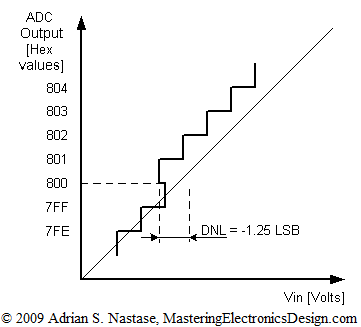 ADC
Output
[Hex
values]
804
803
802
801
800
7FF
7FE
DNL = -1.25 LSB
Vin [Volts]
© 2009 Adrian S. Nastase, MasteringElectronicsDesign.com